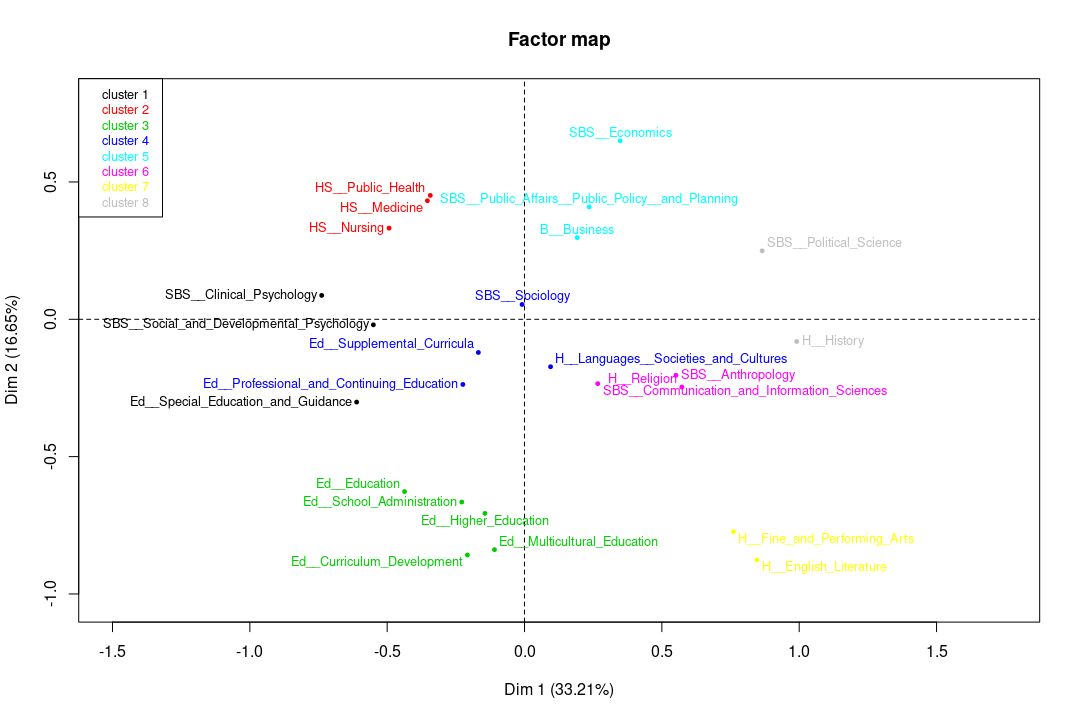 Factor map
cluster 1
cluster 2
cluster 3
cluster 4
cluster 5
cluster 6
cluster 7
cluster 8
SBS__Economics
HS__Public_Health
SBS__Public_Affairs__Public_Policy__and_Planning
HS__Medicine
HS__Nursing
B__Business
SBS__Political_Science
SBS__Clinical_Psychology
SBS__Sociology
SBS__Social_and_Developmental_Psychology
Ed__Supplemental_Curricula
H__History
H__Languages__Societies_and_Cultures
H__Religion
SBS__Anthropology
Ed__Professional_and_Continuing_Education
SBS__Communication_and_Information_Sciences
Ed__Special_Education_and_Guidance
Ed__Education
Ed__School_Administration
Ed__Higher_Education
Ed__Multicultural_Education
H__Fine_and_Performing_Arts
Ed__Curriculum_Development
H__English_Literature
0.5
0.0
-0.5
-1.0
Dim 2 (16.65%)
-1.5 -1.0 -0.5 0.0 0.5 1.0 1.5
Dim 1 (33.21%)